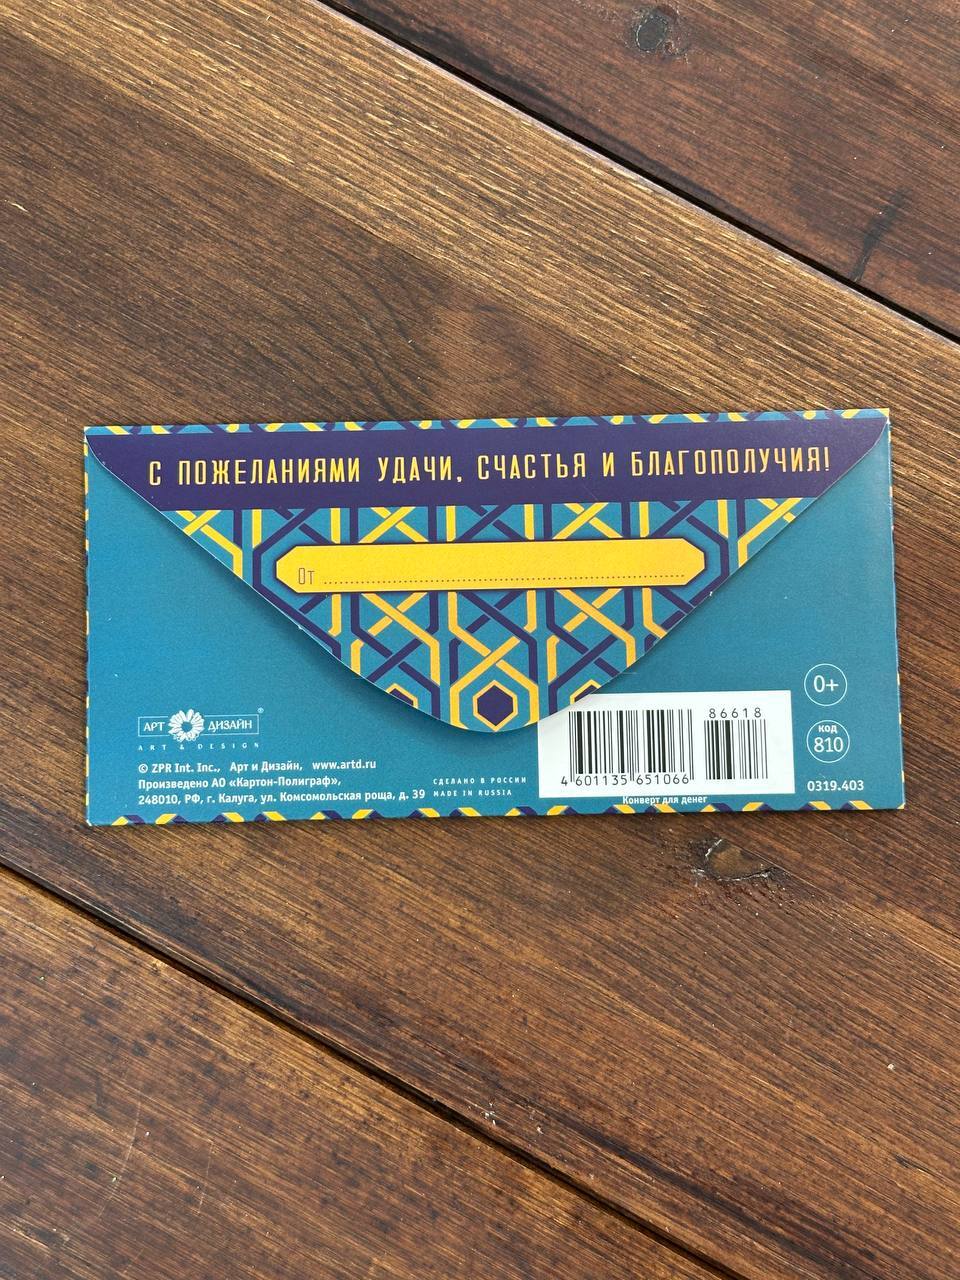 С ПОЖЕЛАНИЯМИ УДАЧИ, СЧАСТЬЯ И БЛАГОПОЛУЧИЯ!
От
АРТ ДИЗАЙН®
ART & DESIGN
© ZPR Int. Inc., Арт и Дизайн, www.artd.ru
Произведено АО «Картон-Полиграф»,
248010, РФ, г. Калуга, ул. Комсомольская роща, д. 39
СДЕЛАНО В РОССИИ
MADE IN RUSSIA
86618
4 601135 651066
Конверт для денег
0+
код
810
0319.403